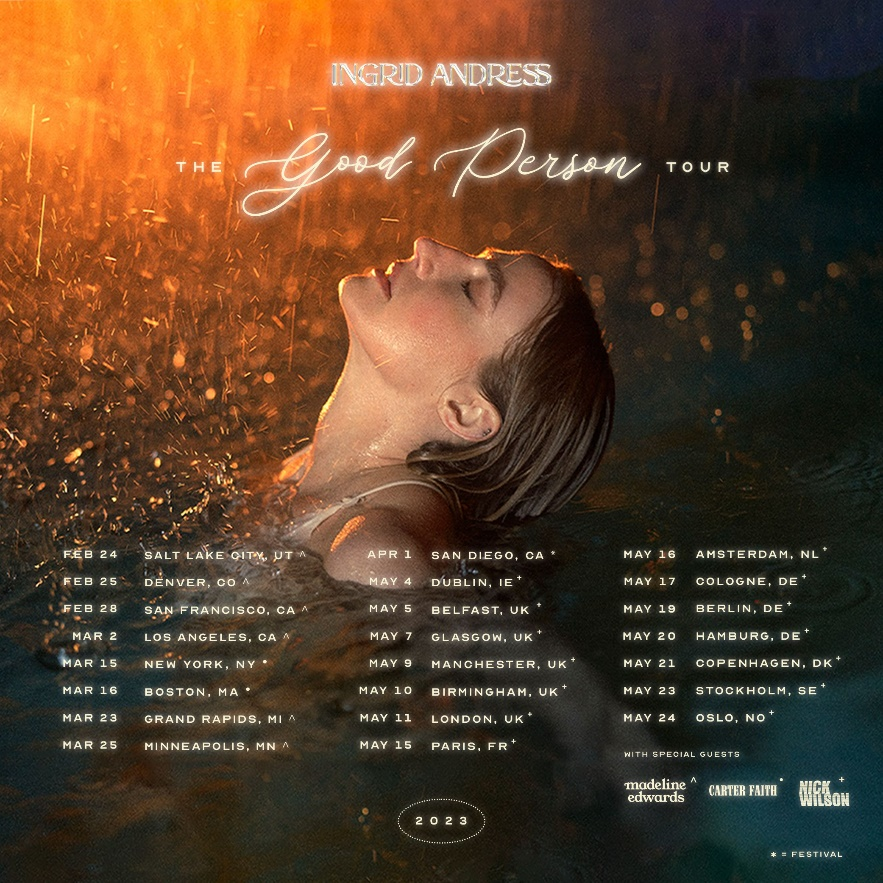 INGRID ANDRESS
THE Good Person TOUR
FEB 24 SALT LAKE CITY, UT ^
FEB 25 DENVER, CO ^
FEB 28 SAN FRANCISCO, CA ^
MAR 2 LOS ANGELES, CA ^
MAR 15 NEW YORK, NY •
MAR 16 BOSTON, MA •
MAR 23 GRAND RAPIDS, MI ^
MAR 25 MINNEAPOLIS, MN ^
APR 1 SAN DIEGO, CA *
MAY 4 DUBLIN, IE +
MAY 5 BELFAST, UK +
MAY 7 GLASGOW, UK +
MAY 9 MANCHESTER, UK +
MAY 10 BIRMINGHAM, UK +
MAY 11 LONDON, UK +
MAY 15 PARIS, FR +
MAY 16 AMSTERDAM, NL +
MAY 17 COLOGNE, DE +
MAY 19 BERLIN, DE +
MAY 20 HAMBURG, DE +
MAY 21 COPENHAGEN, DK +
MAY 23 STOCKHOLM, SE +
MAY 24 OSLO, NO +
WITH SPECIAL GUESTS
madeline edwards ^
CARTER FAITH •
NICK WILSON +
2023
* = FESTIVAL